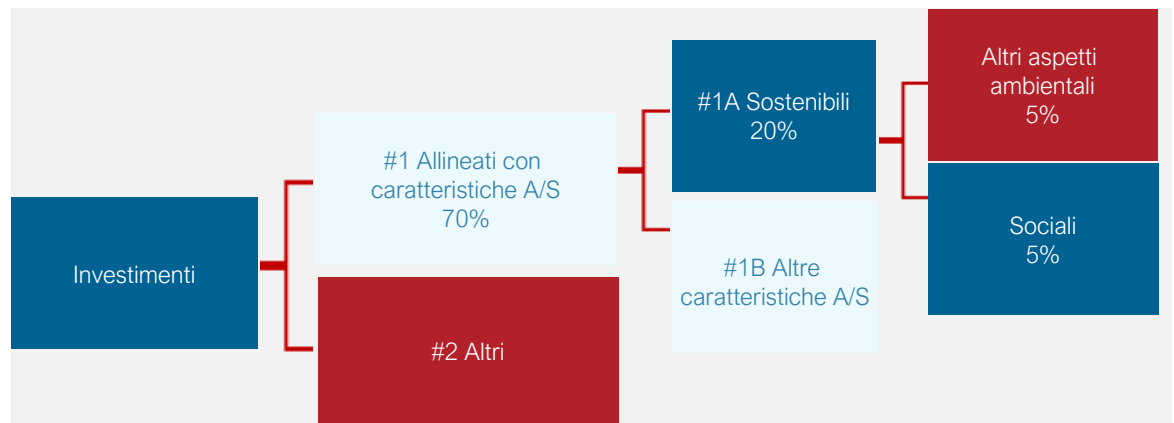 Investimenti
#1 Allineati con
caratteristiche A/S
70%
#2 Altri
#1A Sostenibili
20%
#1B Altre
caratteristiche A/S
Altri aspetti
ambientali
5%
Sociali
5%